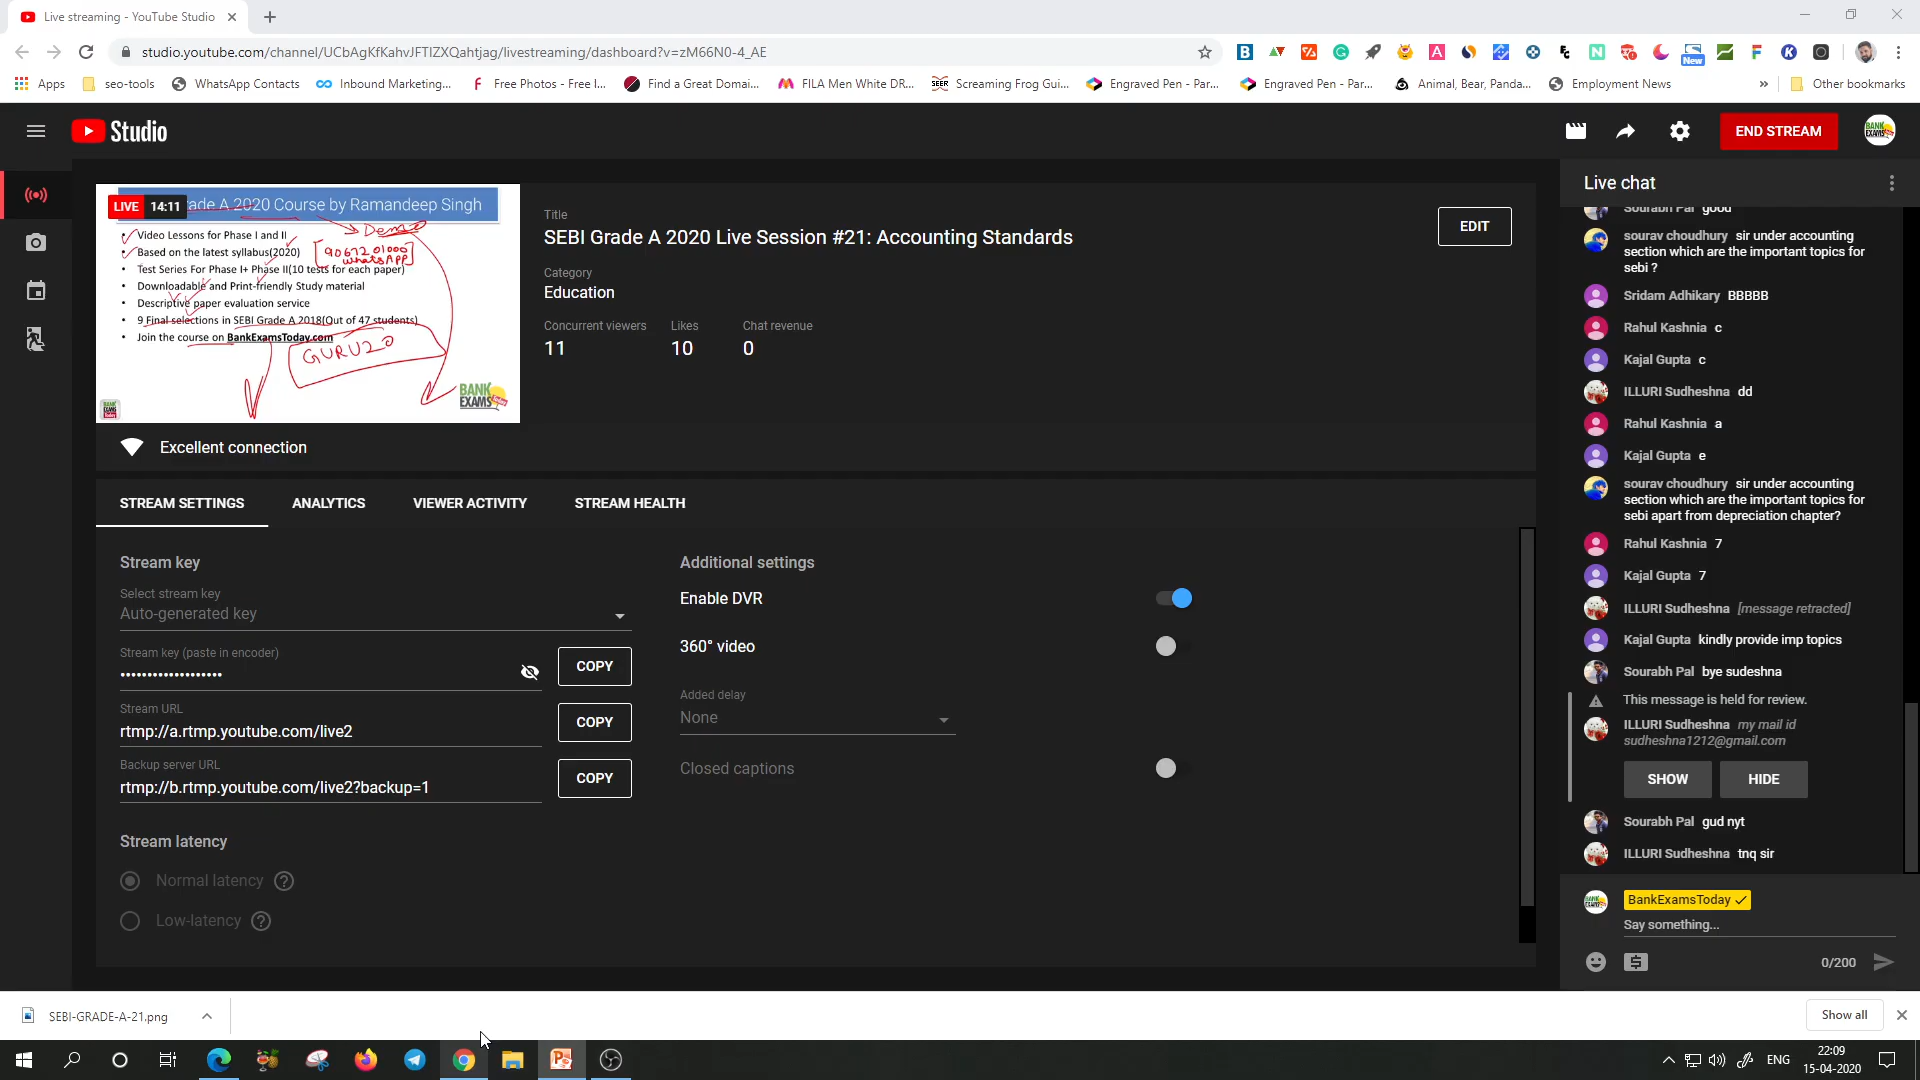 Live streaming - YouTube Studio
studio.youtube.com/channel/UCbAgKfKahvJFTIZXQahtjag/livestreaming/dashboard?v=zM66N0-4_AE
New
Apps seo-tools WhatsApp Contacts Inbound Marketing... Free Photos - Free I... Find a Great Domai... FILA Men White DR... Screaming Frog Gui... Engraved Pen - Par... Engraved Pen - Par... Animal, Bear, Panda... Employment News » Other bookmarks
Studio
END STREAM
LIVE 14:11 rade A 2020 Course by Ramandeep Singh
Demo
• Video Lessons for Phase I and II
• Based on the latest syllabus(2020)
9067201000
WhatsAPP
• Test Series For Phase I+ Phase II(10 tests for each paper)
• Downloadable and Print-friendly Study material
• Descriptive paper evaluation service
• 9 Final selections in SEBI Grade A 2018(Out of 47 students)
• Join the course on BankExamsToday.com
GURU20
BANK
EXAMS
Title
SEBI Grade A 2020 Live Session #21: Accounting Standards
EDIT
Category
Education
Concurrent viewers Likes Chat revenue
11 10 0
Excellent connection
STREAM SETTINGS ANALYTICS VIEWER ACTIVITY STREAM HEALTH
Stream key
Select stream key
Auto-generated key
Stream key (paste in encoder)
•••••••••••••••••••
COPY
Stream URL
rtmp://a.rtmp.youtube.com/live2
COPY
Backup server URL
rtmp://b.rtmp.youtube.com/live2?backup=1
COPY
Stream latency
Normal latency
Low-latency
Additional settings
Enable DVR
360° video
Added delay
None
Closed captions
Live chat
Sourabh Pal good
sourav choudhury sir under accounting
section which are the important topics for
sebi ?
Sridam Adhikary BBBBB
Rahul Kashnia c
Kajal Gupta c
ILLURI Sudheshna dd
Rahul Kashnia a
Kajal Gupta e
sourav choudhury sir under accounting
section which are the important topics for
sebi apart from depreciation chapter?
Rahul Kashnia 7
Kajal Gupta 7
ILLURI Sudheshna [message retracted]
Kajal Gupta kindly provide imp topics
Sourabh Pal bye sudeshna
This message is held for review.
ILLURI Sudheshna my mail id
sudheshna1212@gmail.com
SHOW HIDE
Sourabh Pal gud nyt
ILLURI Sudheshna tnq sir
BankExamsToday
Say something...
0/200
SEBI-GRADE-A-21.png
Show all
ENG
22:09
15-04-2020